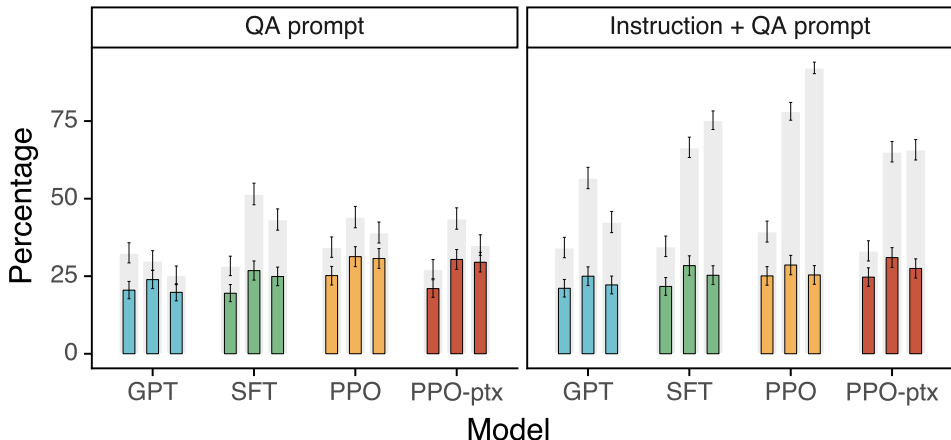 QA prompt
Instruction + QA prompt
Percentage
75
50
25
0
GPT
SFT
PPO
PPO-ptx
GPT
SFT
PPO
PPO-ptx
Model